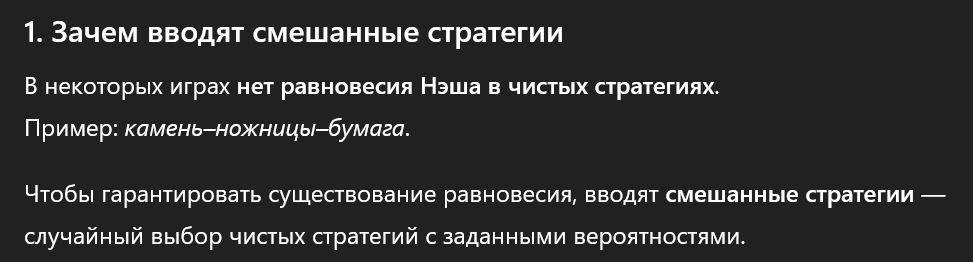 1. Зачем вводят смешанные стратегии
В некоторых играх нет равновесия Нэша в чистых стратегиях.
Пример: камень–ножницы–бумага.
Чтобы гарантировать существование равновесия, вводят смешанные стратегии —
случайный выбор чистых стратегий с заданными вероятностями.